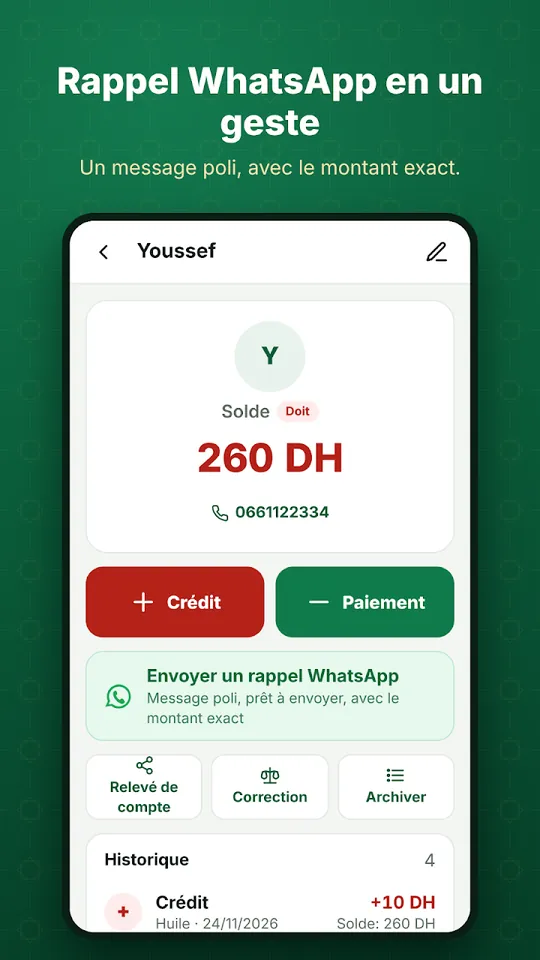 Rappel WhatsApp en un
geste
Un message poli, avec le montant exact.
Youssef
Y
Solde Doit
260 DH
0661122334
Crédit
Paiement
Envoyer un rappel WhatsApp
Message poli, prêt à envoyer, avec le
montant exact
Relevé de
compte
Correction
Archiver
Historique 4
Crédit +10 DH
Huile · 24/11/2026 Solde: 260 DH